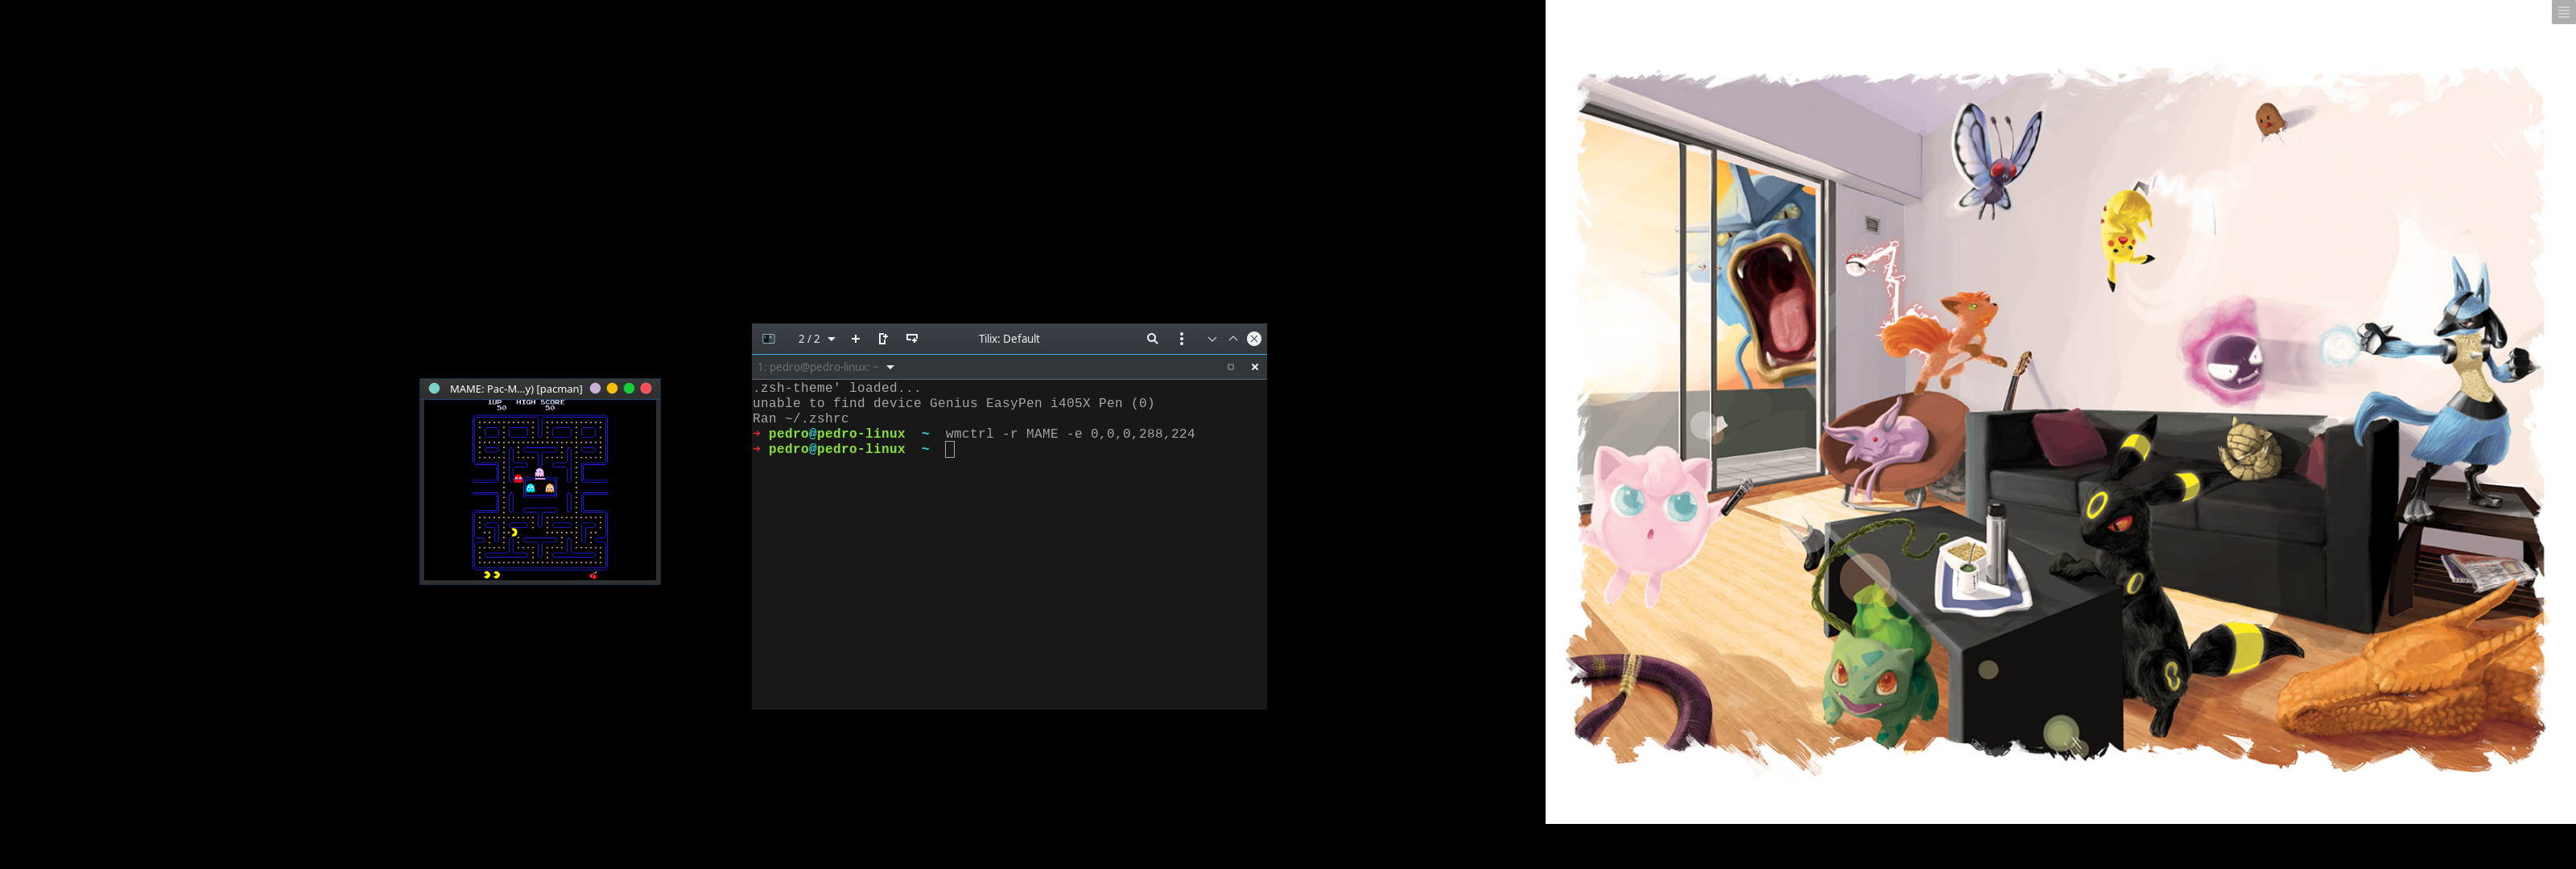 MAME: Pac-M...y) [pacman]
1UP HIGH SCORE
50 50
2 / 2
Tilix: Default
1: pedro@pedro-linux: ~
.zsh-theme' loaded...
unable to find device Genius EasyPen i405X Pen (0)
Ran ~/.zshrc
➜ pedro@pedro-linux ~ wmctrl -r MAME -e 0,0,0,288,224
➜ pedro@pedro-linux ~